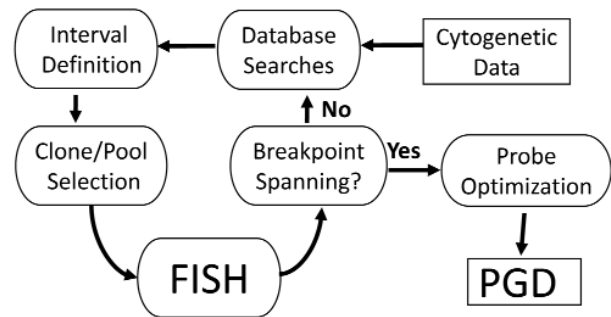 Interval
Definition
Database
Searches
Cytogenetic
Data
No
Clone/Pool
Selection
Breakpoint
Spanning?
Yes
Probe
Optimization
FISH
PGD